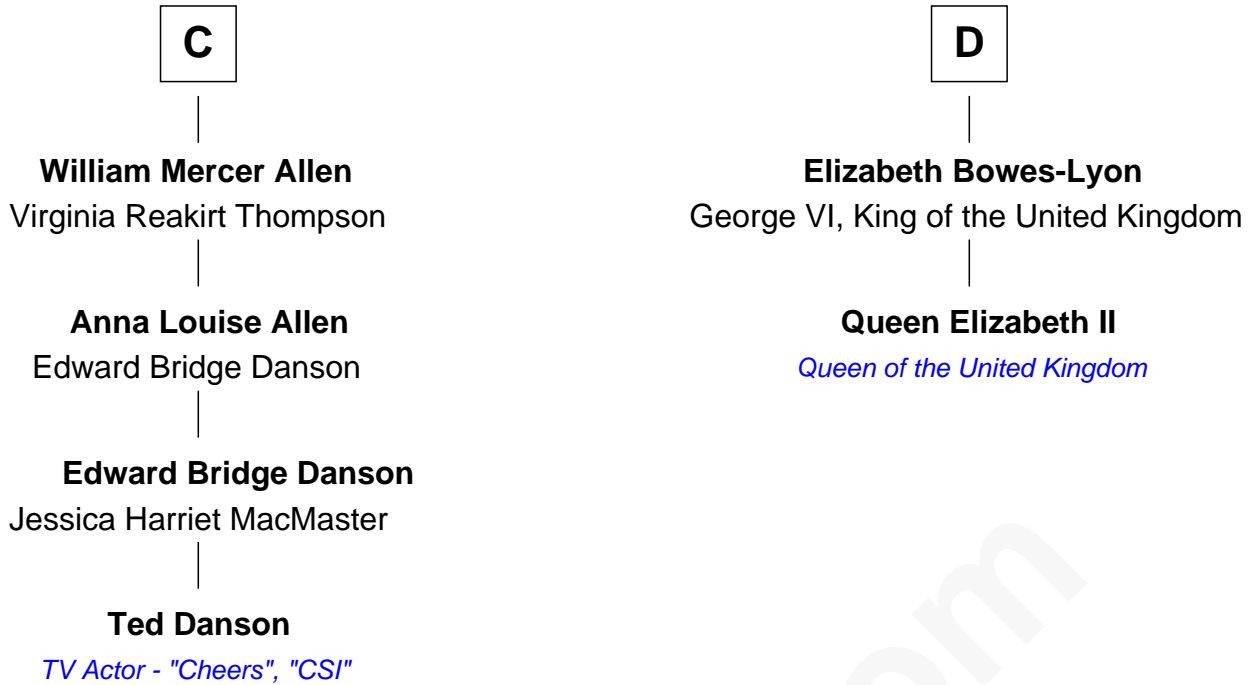 C
William Mercer Allen
Virginia Reakirt Thompson
Anna Louise Allen
Edward Bridge Danson
Edward Bridge Danson
Jessica Harriet MacMaster
Ted Danson
TV Actor - "Cheers", "CSI"
D
Elizabeth Bowes-Lyon
George VI, King of the United Kingdom
Queen Elizabeth II
Queen of the United Kingdom
om